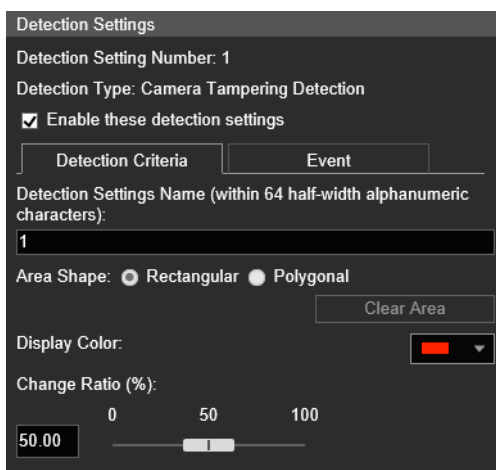 Detection Settings
Detection Setting Number: 1
Detection Type: Camera Tampering Detection
Enable these detection settings
Detection Criteria Event
Detection Settings Name (within 64 half-width alphanumeric
characters):
1
Area Shape: Rectangular Polygonal
Clear Area
Display Color:
Change Ratio (%):
0 50 100
50.00